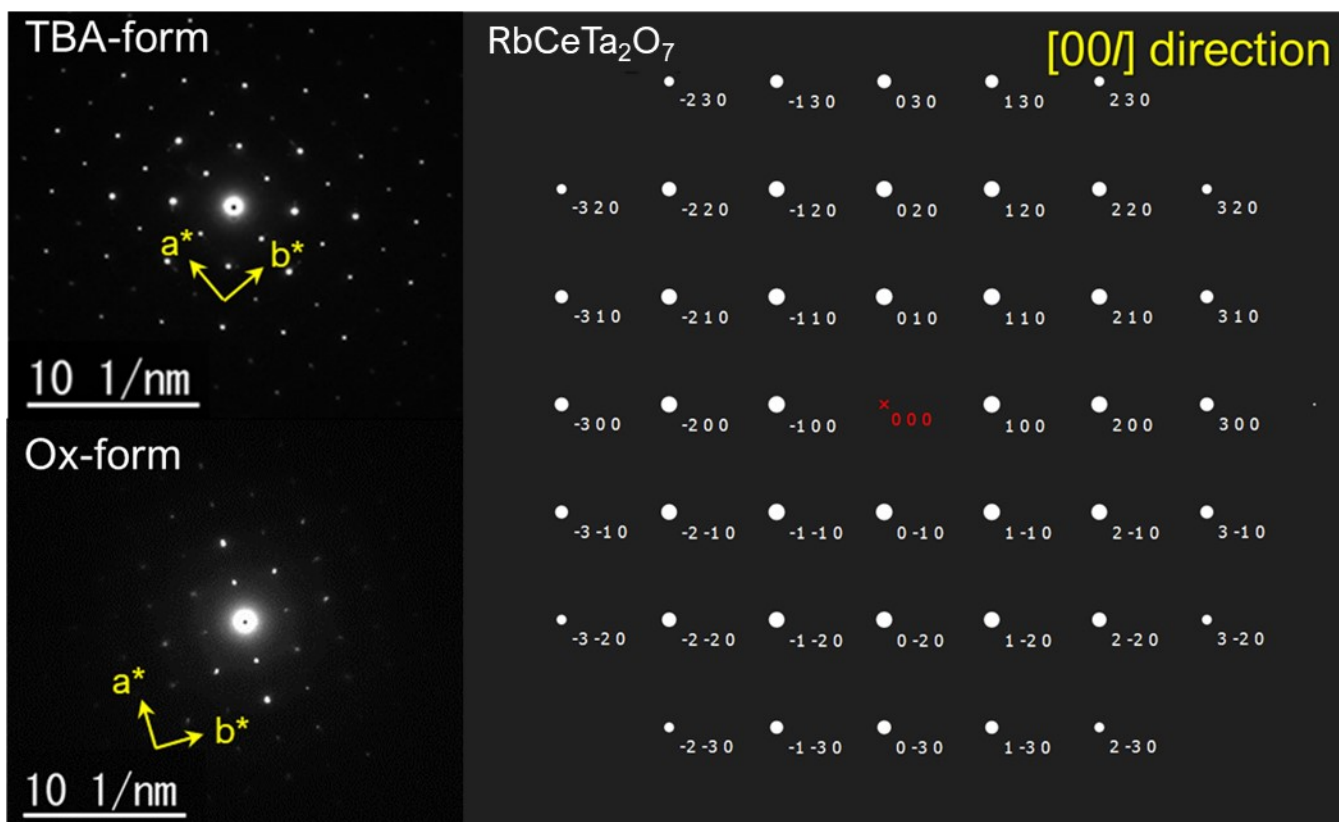 TBA-form
a*
b*
10 1/nm
Ox-form
a*
b*
10 1/nm
RbCeTa₂O₇
[00l] direction
-2 3 0 -1 3 0 0 3 0 1 3 0 2 3 0
-3 2 0 -2 2 0 -1 2 0 0 2 0 1 2 0 2 2 0 3 2 0
-3 1 0 -2 1 0 -1 1 0 0 1 0 1 1 0 2 1 0 3 1 0
-3 0 0 -2 0 0 -1 0 0 0 0 0 1 0 0 2 0 0 3 0 0
-3 -1 0 -2 -1 0 -1 -1 0 0 -1 0 1 -1 0 2 -1 0 3 -1 0
-3 -2 0 -2 -2 0 -1 -2 0 0 -2 0 1 -2 0 2 -2 0 3 -2 0
-2 -3 0 -1 -3 0 0 -3 0 1 -3 0 2 -3 0